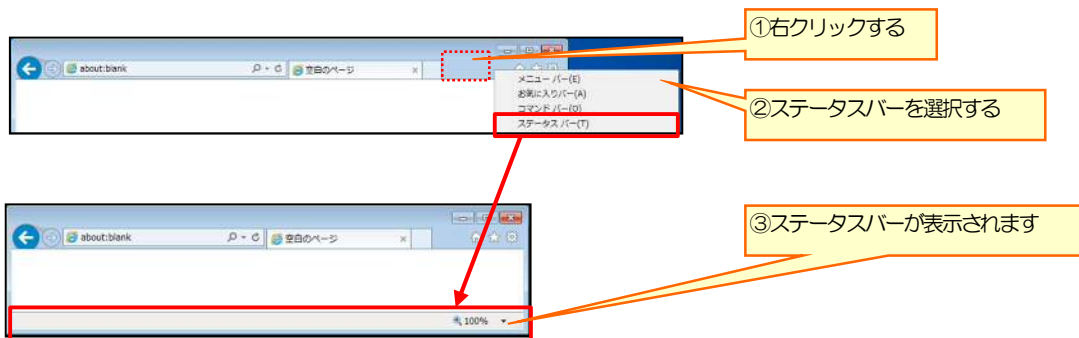 ①右クリックする
about:blank
空白のページ
メニュー バー(E)
お気に入りバー(A)
コマンド バー(O)
ステータス バー(T)
②ステータスバーを選択する
about:blank
空白のページ
③ステータスバーが表示されます
100%